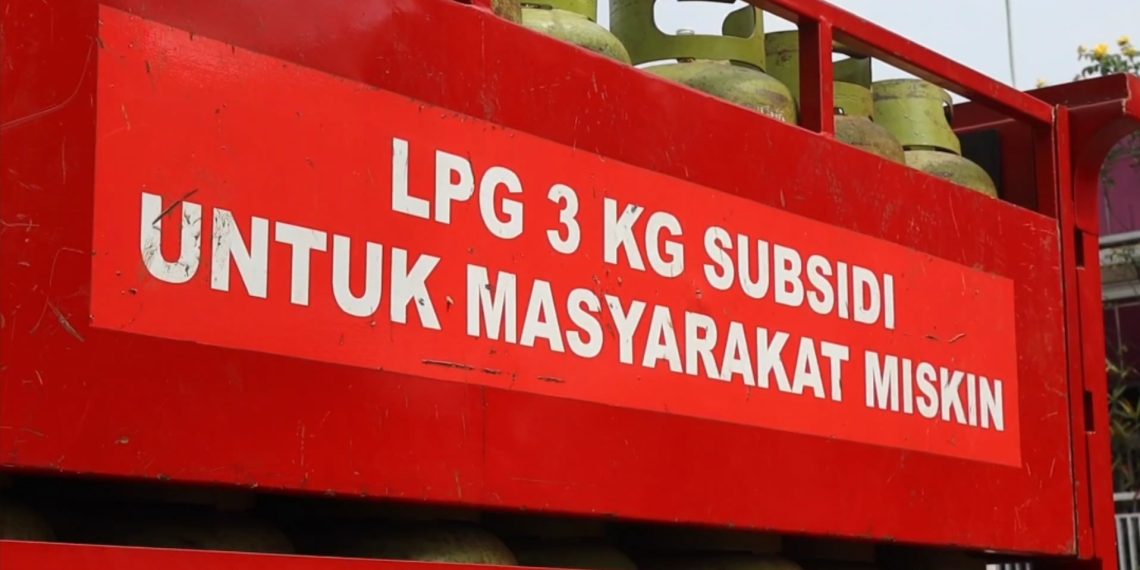 LPG 3 KG SUBSIDI
UNTUK MASYARAKAT MISKIN